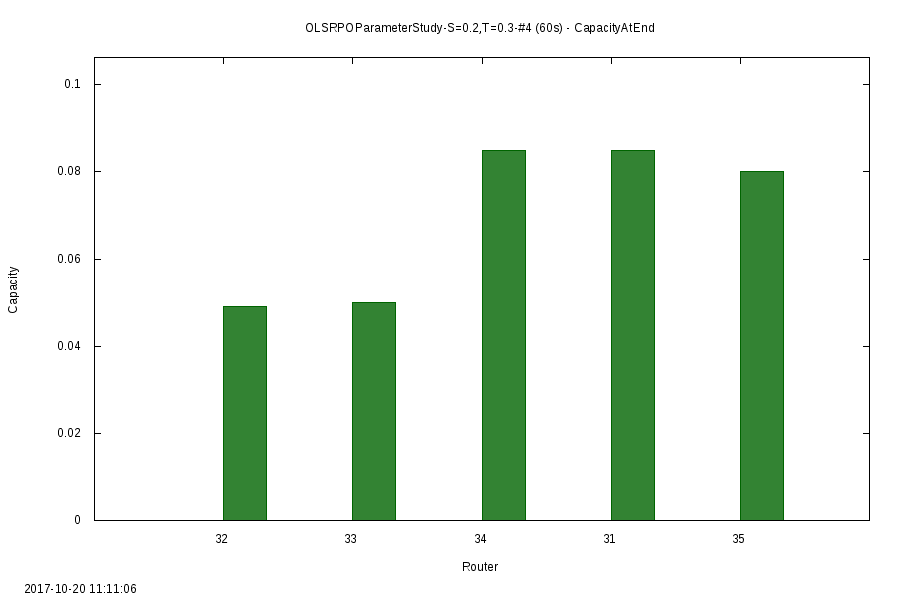 OLSRPOParameterStudy-S=0.2,T=0.3-#4 (60s) - CapacityAtEnd
0.1
0.08
0.06
0.04
0.02
0
Capacity
32 33 34 31 35
Router
2017-10-20 11:11:06